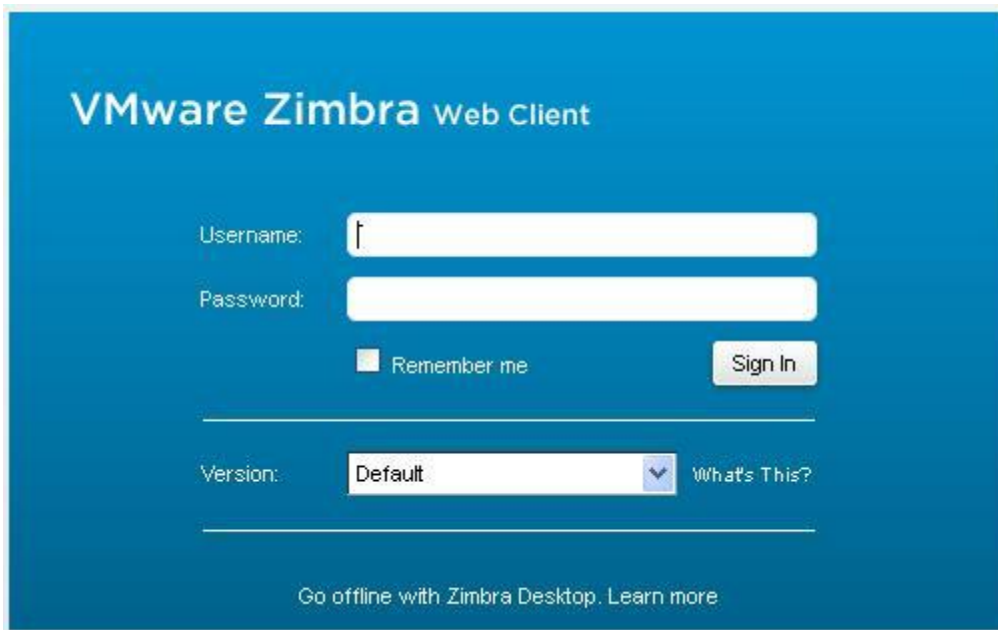 VMware Zimbra Web Client
Username:
Password:
Remember me
Sign In
Version:
Default
What's This?
Go offline with Zimbra Desktop. Learn more